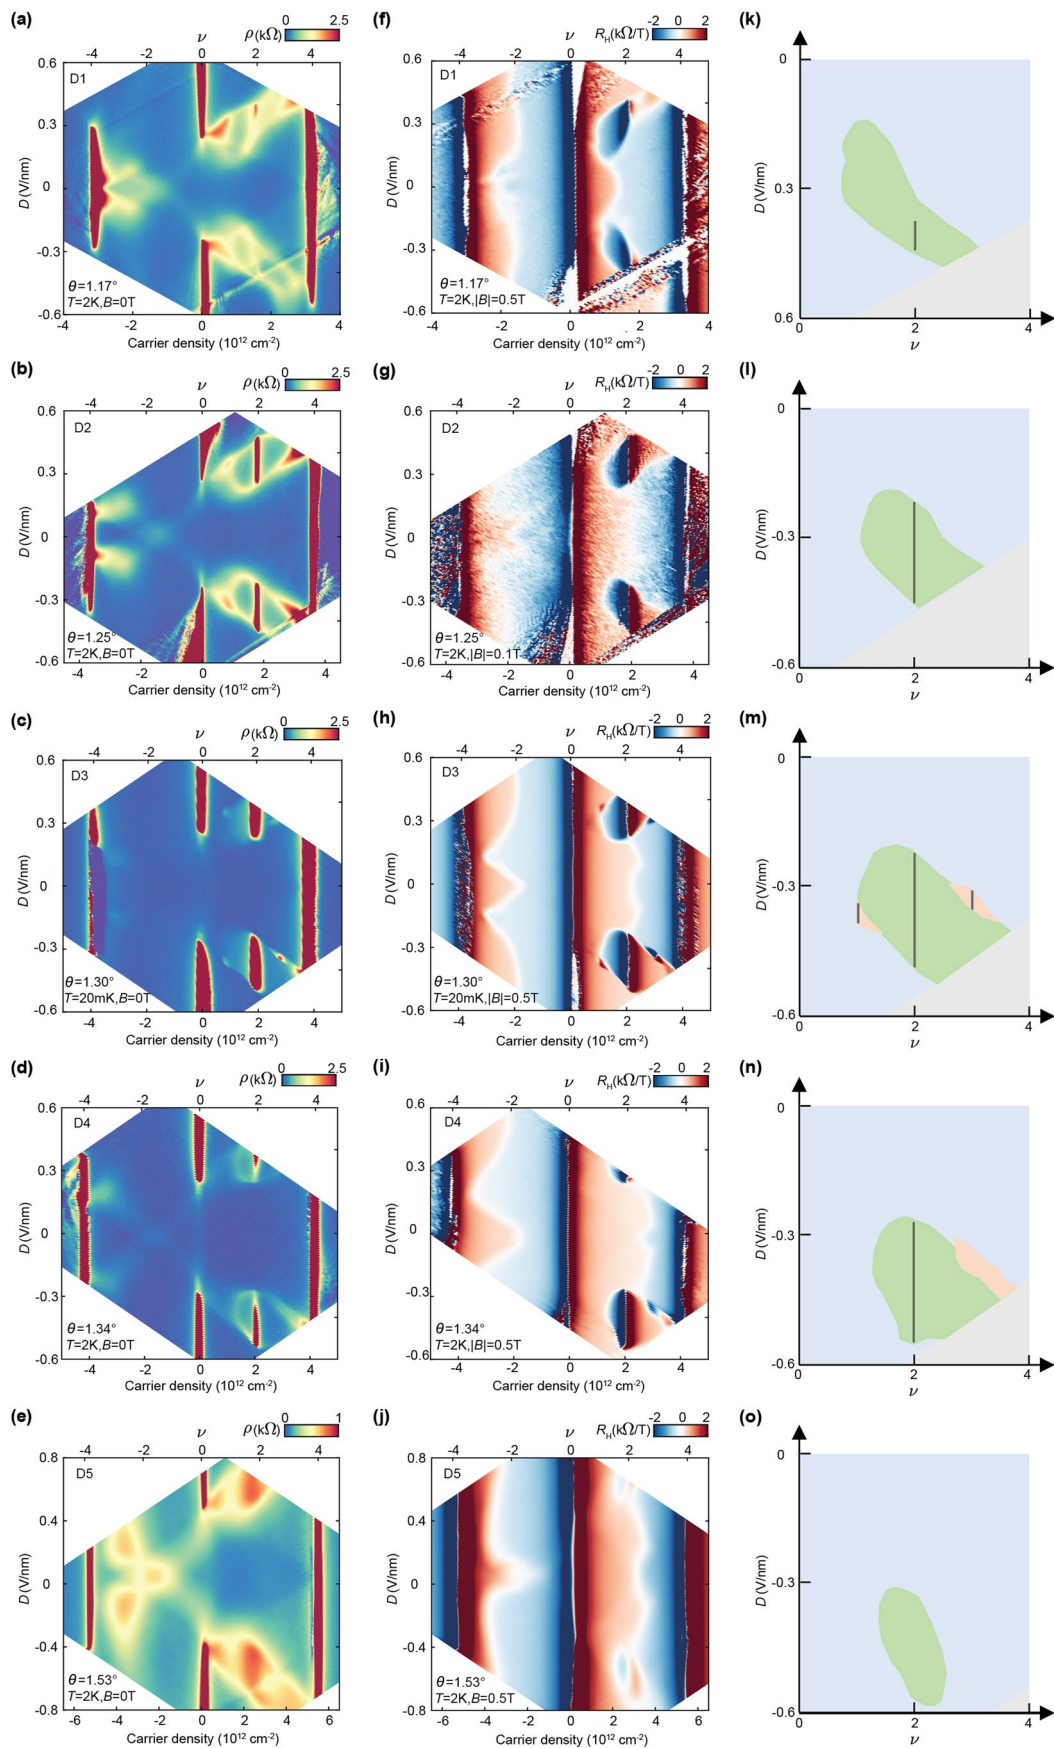 (a)
0 2.5
ρ(kΩ)
ν
-4 -2 0 2 4
D1
0.6
0.3
0
-0.3
-0.6
D(V/nm)
θ=1.17°
T=2K,B=0T
-4 -2 0 2 4
Carrier density (10¹² cm⁻²)
(f)
-2 0 2
R_H(kΩ/T)
ν
-4 -2 0 2 4
D1
0.6
0.3
0
-0.3
-0.6
D(V/nm)
θ=1.17°
T=2K,|B|=0.5T
-4 -2 0 2 4
Carrier density (10¹² cm⁻²)
(k)
0
0.3
0.6
D(V/nm)
0 2 4
ν
(b)
0 2.5
ρ(kΩ)
ν
-4 -2 0 2 4
D2
0.6
0.3
0
-0.3
-0.6
D(V/nm)
θ=1.25°
T=2K,B=0T
-4 -2 0 2 4
Carrier density (10¹² cm⁻²)
(g)
-2 0 2
R_H(kΩ/T)
ν
-4 -2 0 2 4
D2
0.6
0.3
0
-0.3
-0.6
D(V/nm)
θ=1.25°
T=2K,|B|=0.1T
-4 -2 0 2 4
Carrier density (10¹² cm⁻²)
(l)
0
-0.3
-0.6
D(V/nm)
0 2 4
ν
(c)
0 2.5
ρ(kΩ)
ν
-4 -2 0 2 4
D3
0.6
0.3
0
-0.3
-0.6
D(V/nm)
θ=1.30°
T=20mK,B=0T
-4 -2 0 2 4
Carrier density (10¹² cm⁻²)
(h)
-2 0 2
R_H(kΩ/T)
ν
-4 -2 0 2 4
D3
0.6
0.3
0
-0.3
-0.6
D(V/nm)
θ=1.30°
T=20mK,|B|=0.5T
-4 -2 0 2 4
Carrier density (10¹² cm⁻²)
(m)
0
-0.3
-0.6
D(V/nm)
0 2 4
ν
(d)
0 2.5
ρ(kΩ)
ν
-4 -2 0 2 4
D4
0.6
0.3
0
-0.3
-0.6
D(V/nm)
θ=1.34°
T=2K,B=0T
-4 -2 0 2 4
Carrier density (10¹² cm⁻²)
(i)
-2 0 2
R_H(kΩ/T)
ν
-4 -2 0 2 4
D4
0.6
0.3
0
-0.3
-0.6
D(V/nm)
θ=1.34°
T=2K,|B|=0.5T
-4 -2 0 2 4
Carrier density (10¹² cm⁻²)
(n)
0
-0.3
-0.6
D(V/nm)
0 2 4
ν
(e)
0 1
ρ(kΩ)
ν
-4 -2 0 2 4
D5
0.8
0.4
0
-0.4
-0.8
D(V/nm)
θ=1.53°
T=2K,B=0T
-6 -4 -2 0 2 4 6
Carrier density (10¹² cm⁻²)
(j)
-2 0 2
R_H(kΩ/T)
ν
-4 -2 0 2 4
D5
0.8
0.4
0
-0.4
-0.8
D(V/nm)
θ=1.53°
T=2K,B=0.5T
-6 -4 -2 0 2 4 6
Carrier density (10¹² cm⁻²)
(o)
0
-0.3
-0.6
D(V/nm)
0 2 4
ν